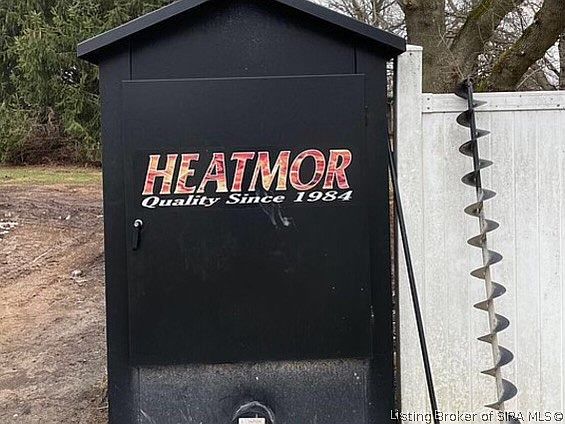 HEATMOR
Quality Since 1984
Listing Broker of SIRA MLS©